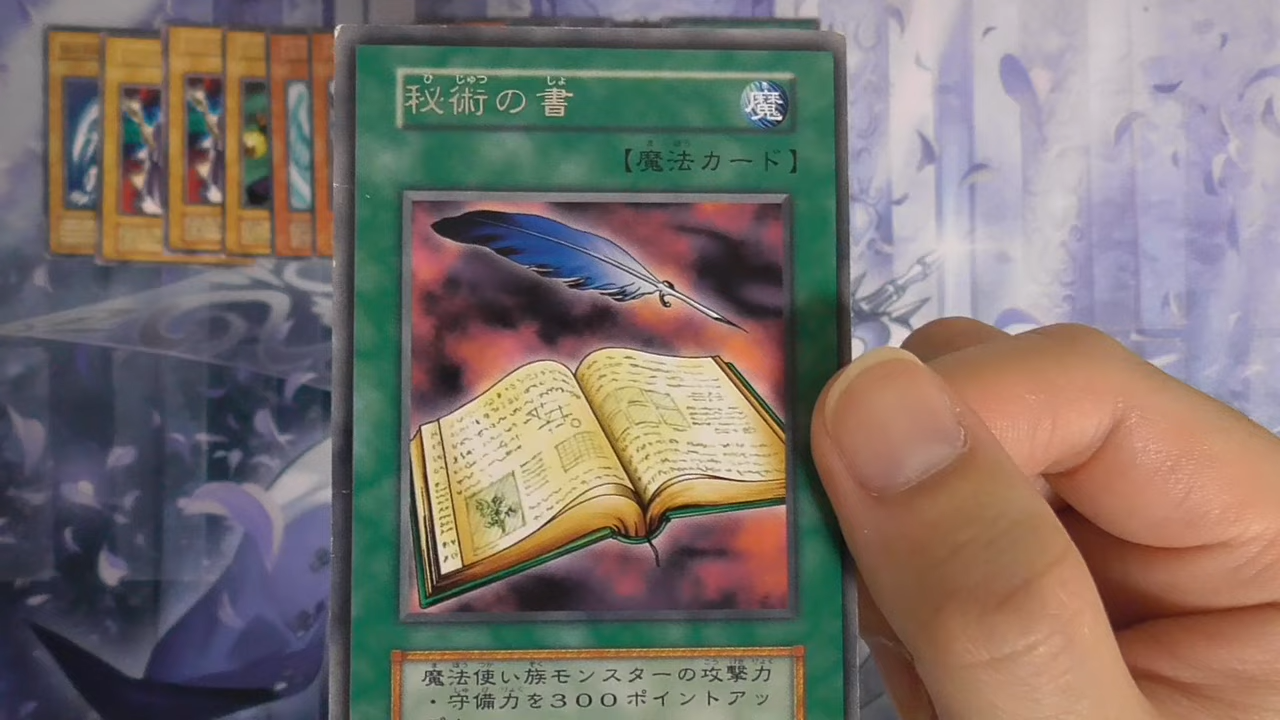 秘術の書
魔
【魔法カード】
魔法使い族モンスターの攻撃力
・守備力を300ポイントアッ